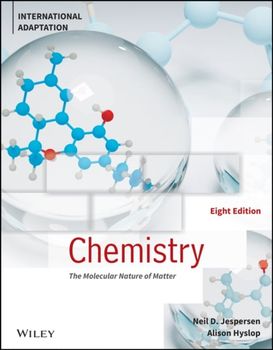 INTERNATIONAL
ADAPTATION
Eight Edition
Chemistry
The Molecular Nature of Matter
Neil D. Jespersen
Alison Hyslop
WILEY